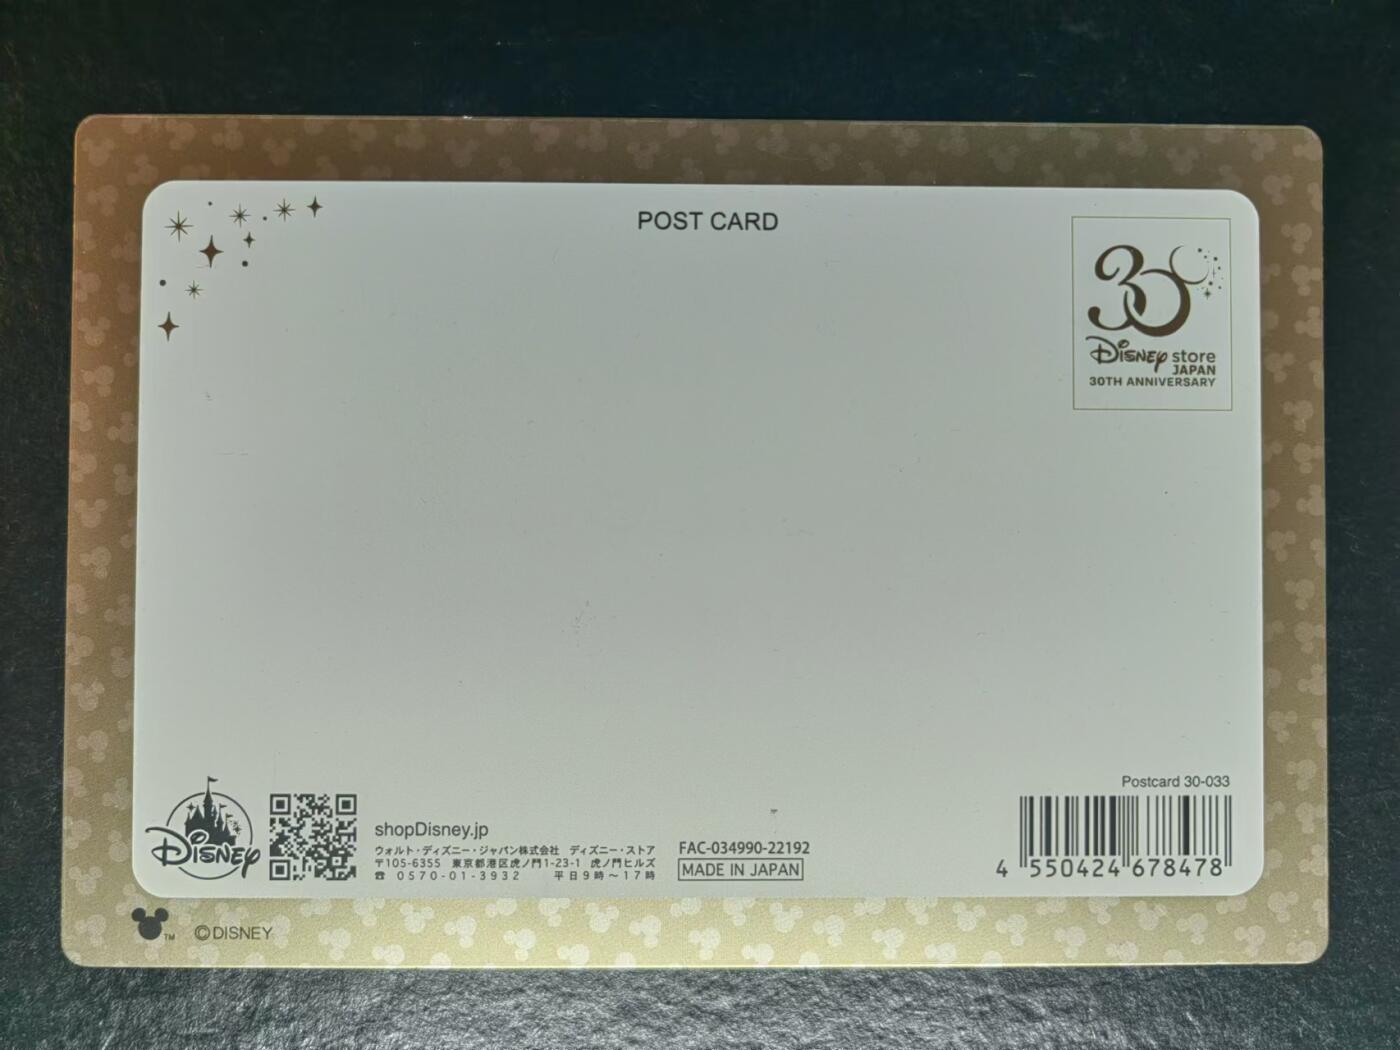 POST CARD
30
Disney store
JAPAN
30TH ANNIVERSARY
Postcard 30-033
4 550424 678478
Disney
shopDisney.jp
ウォルト・ディズニー・ジャパン株式会社 ディズニー・ストア
〒105-6355 東京都港区虎ノ門1-23-1 虎ノ門ヒルズ
☎ 0570-01-3932 平日9時～17時
FAC-034990-22192
MADE IN JAPAN
TM ©DISNEY